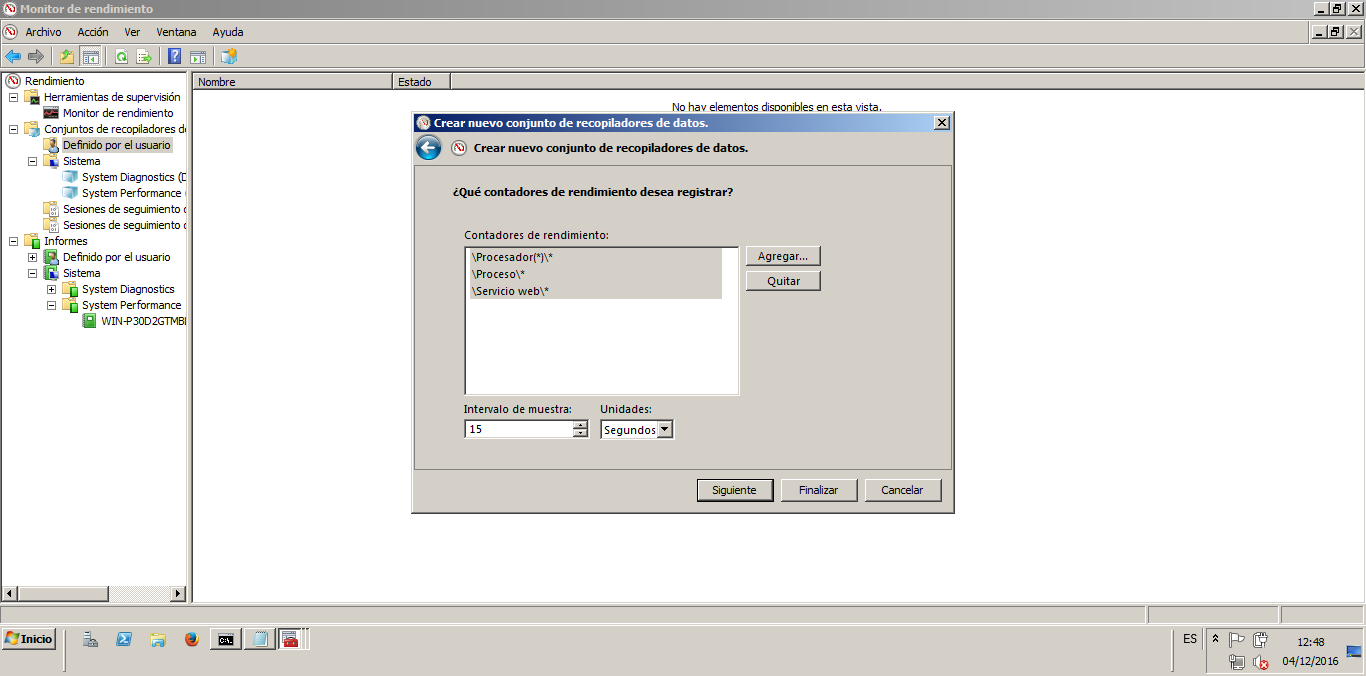 Monitor de rendimiento
Archivo Acción Ver Ventana Ayuda
Rendimiento
Herramientas de supervisión
Monitor de rendimiento
Conjuntos de recopiladores de
Definido por el usuario
Sistema
System Diagnostics (D
System Performance (
Sesiones de seguimiento d
Sesiones de seguimiento d
Informes
Definido por el usuario
Sistema
System Diagnostics
System Performance
WIN-P30D2GTMB
Nombre Estado
No hay elementos disponibles en esta vista.
Crear nuevo conjunto de recopiladores de datos.
Crear nuevo conjunto de recopiladores de datos.
¿Qué contadores de rendimiento desea registrar?
Contadores de rendimiento:
\Procesador(*)\*
\Proceso\*
\Servicio web\*
Agregar...
Quitar
Intervalo de muestra: Unidades:
15 Segundos
Siguiente Finalizar Cancelar
Inicio
ES
12:48
04/12/2016